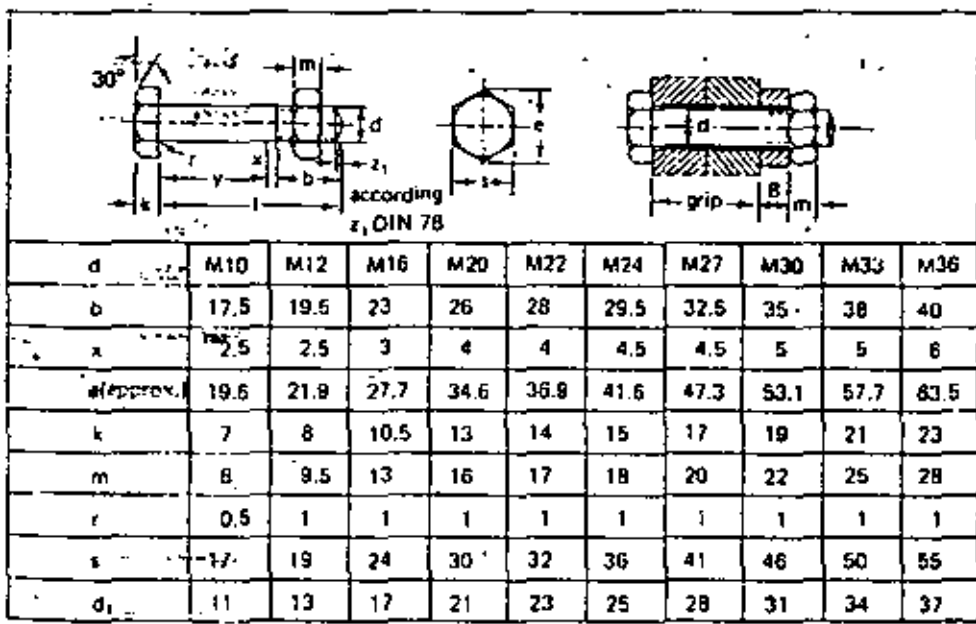 30°
m
d
e
d
r
x
z₁
y
b
s
8
k
l
according
grip
m
z₁ DIN 78
d M10 M12 M16 M20 M22 M24 M27 M30 M33 M36
b 17.5 19.5 23 26 28 29.5 32.5 35 38 40
x 2.5 2.5 3 4 4 4.5 4.5 5 5 6
e(approx.) 19.6 21.9 27.7 34.6 36.9 41.6 47.3 53.1 57.7 63.5
k 7 8 10.5 13 14 15 17 19 21 23
m 8 9.5 13 16 17 18 20 22 25 28
r 0.5 1 1 1 1 1 1 1 1 1
s 17 19 24 30 32 36 41 46 50 55
d₁ 11 13 17 21 23 25 28 31 34 37